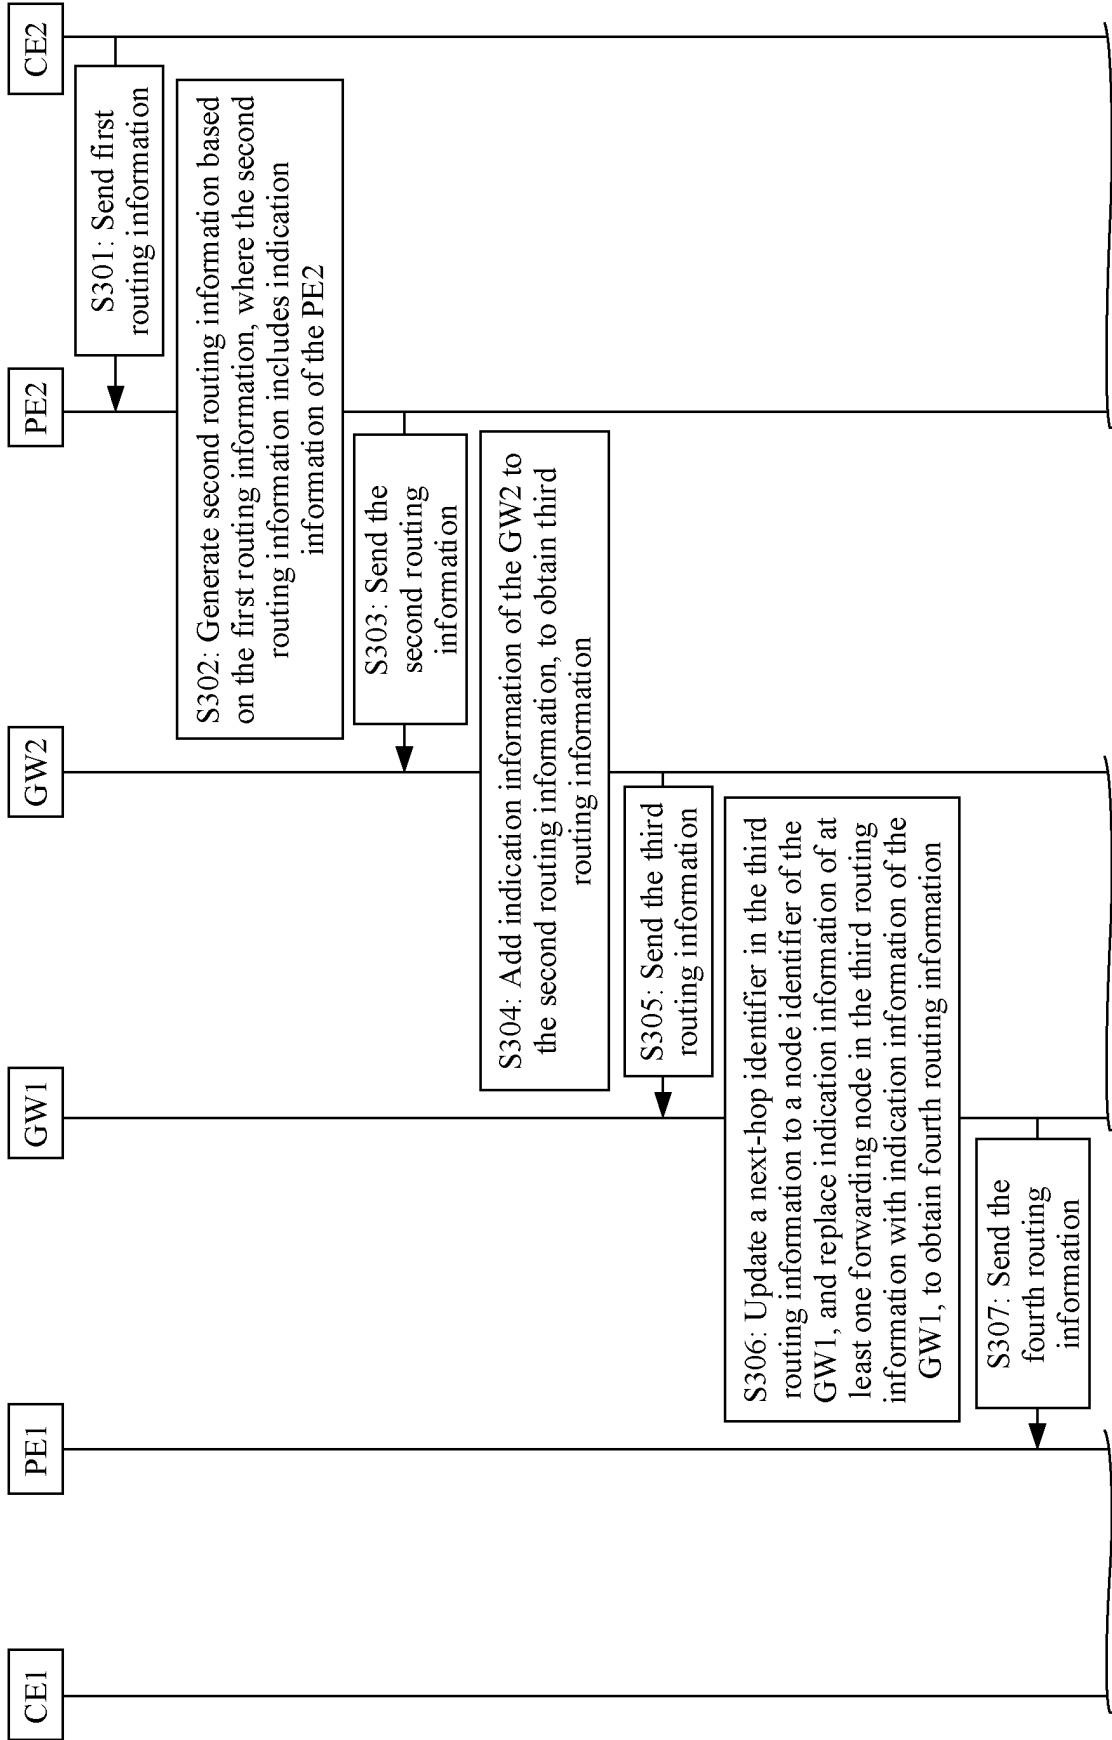 CE1
PE1
GW1
GW2
PE2
CE2
S301: Send first
routing information
S302: Generate second routing information based
on the first routing information, where the second
routing information includes indication
information of the PE2
S303: Send the
second routing
information
S304: Add indication information of the GW2 to
the second routing information, to obtain third
routing information
S305: Send the third
routing information
S306: Update a next-hop identifier in the third
routing information to a node identifier of the
GW1, and replace indication information of at
least one forwarding node in the third routing
information with indication information of the
GW1, to obtain fourth routing information
S307: Send the
fourth routing
information